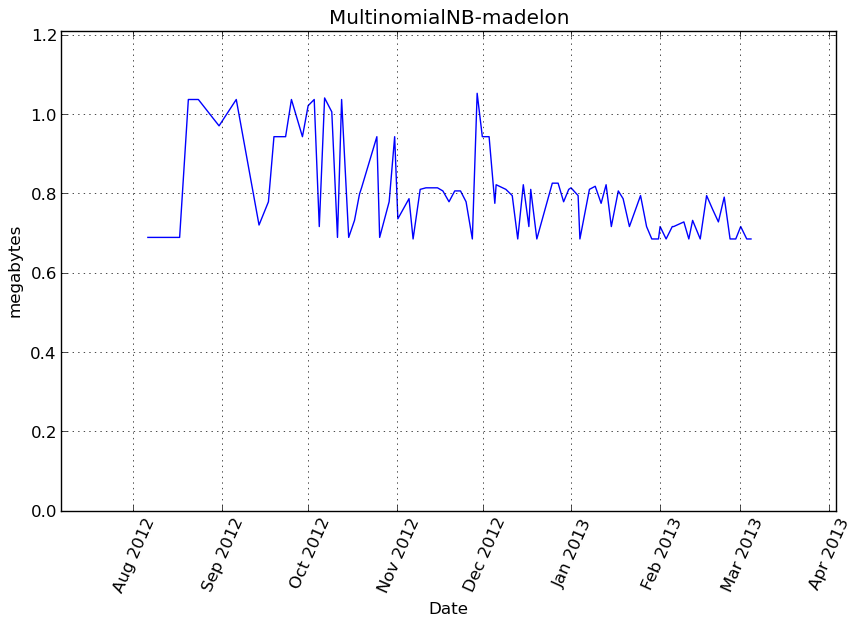 MultinomialNB-madelon
megabytes
1.2
1.0
0.8
0.6
0.4
0.2
0.0
Aug 2012
Sep 2012
Oct 2012
Nov 2012
Dec 2012
Jan 2013
Feb 2013
Mar 2013
Apr 2013
Date